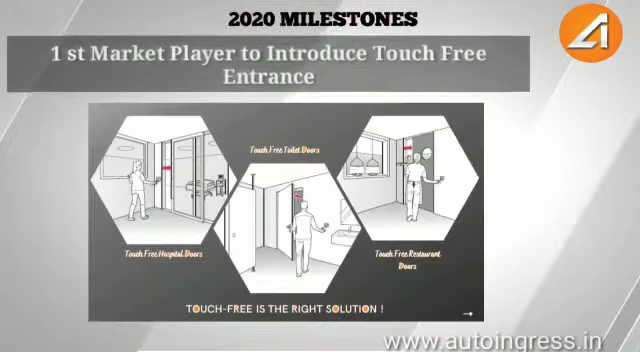 2020 MILESTONES
1 st Market Player to Introduce Touch Free
Entrance
Touch Free Toilet Doors
Touch Free Hospital Doors
Touch Free Restaurant
Doors
TOUCH-FREE IS THE RIGHT SOLUTION !
www.autoingress.in